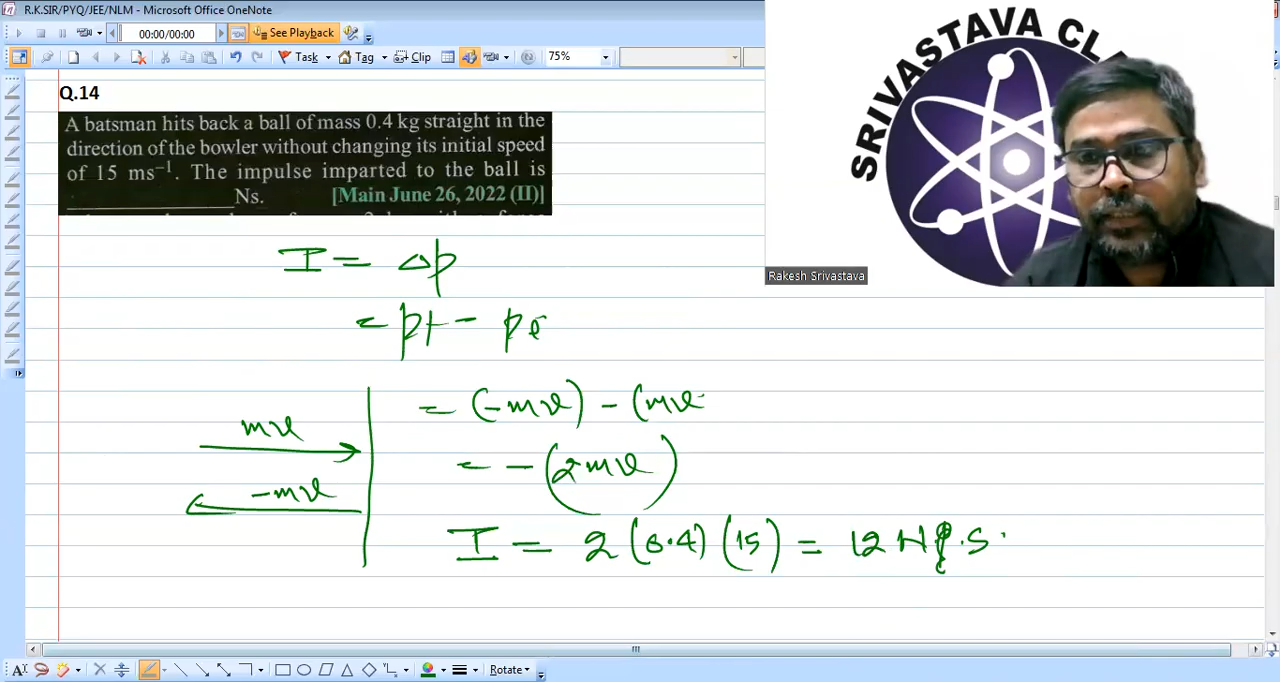 R.K.SIR/PYQ/JEE/NLM - Microsoft Office OneNote
00:00/00:00 See Playback
Task Tag Clip 75%
SRIVASTAVA CL
Q.14
A batsman hits back a ball of mass 0.4 kg straight in the
direction of the bowler without changing its initial speed
of 15 ms⁻¹. The impulse imparted to the ball is
____________ Ns. [Main June 26, 2022 (II)]
Rakesh Srivastava
I = Δp
= pf - pi
mv
-mv
= (-mv) - (mv
= -(2mv)
I = 2(0.4)(15) = 12 N.S.
Rotate